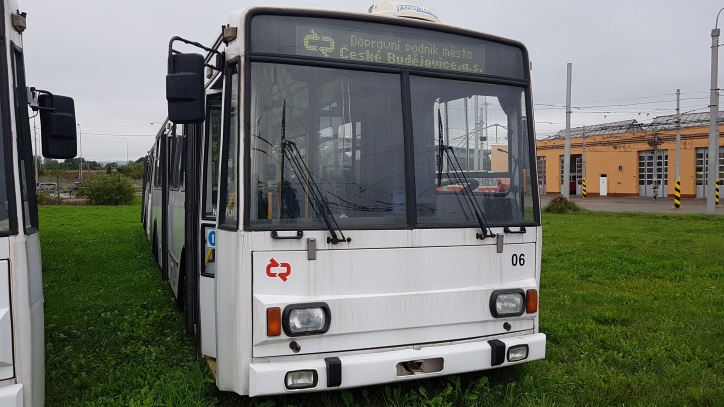 Dopravní podnik města
České Budějovice,a.s.
06